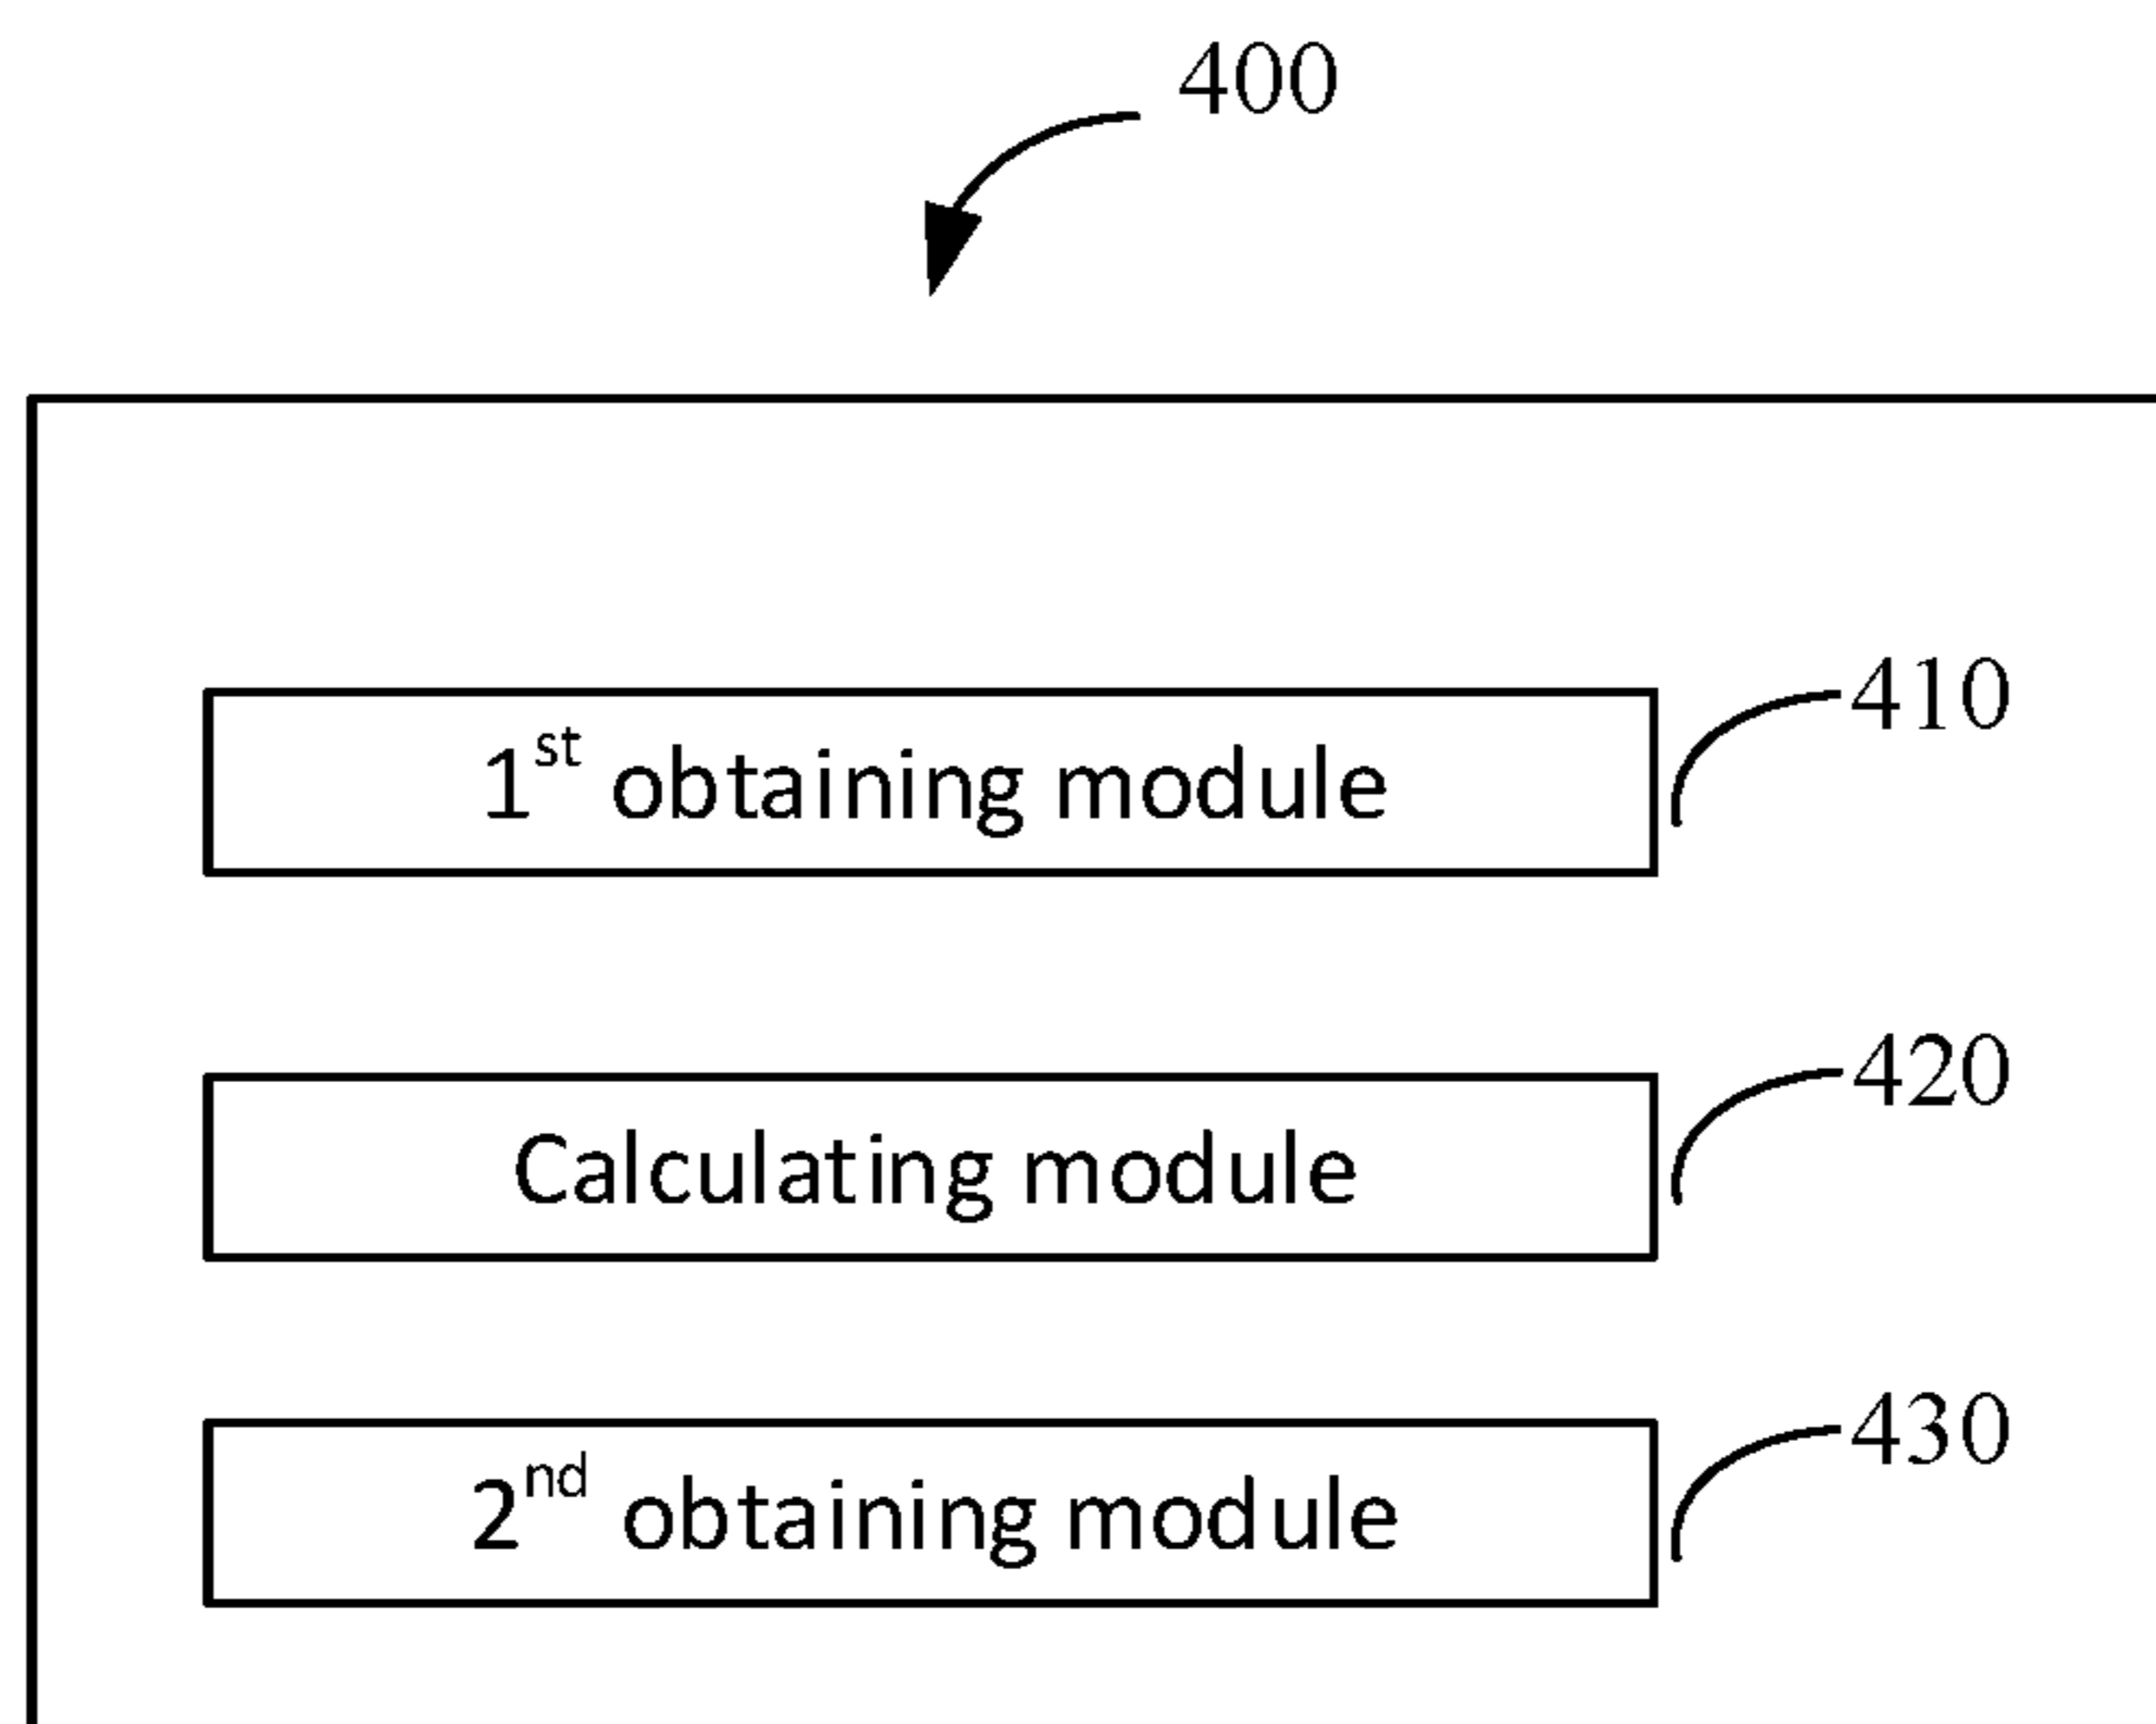 400
1st obtaining module
410
Calculating module
420
2nd obtaining module
430